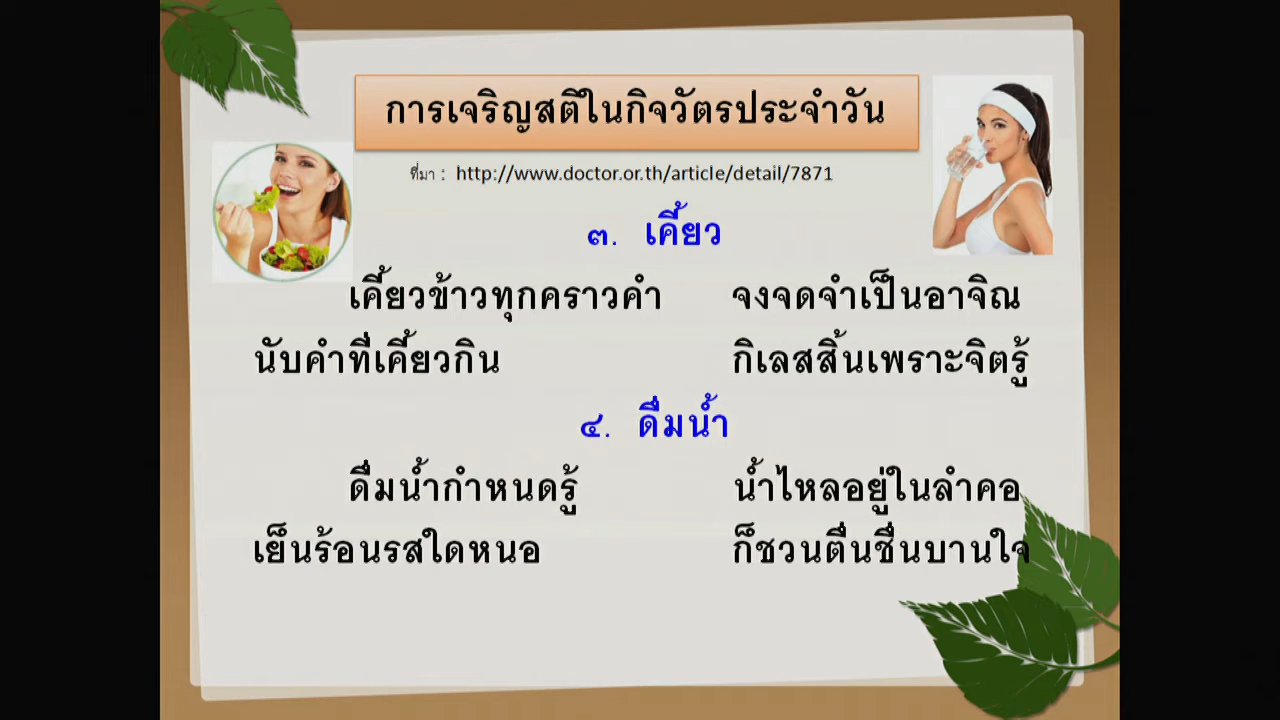 การเจริญสติในกิจวัตรประจำวัน
ที่มา : http://www.doctor.or.th/article/detail/7871
๓. เคี้ยว
เคี้ยวข้าวทุกคราวคำ จงจดจำเป็นอาจิณ
นับคำที่เคี้ยวกิน กิเลสสิ้นเพราะจิตรู้
๔. ดื่มน้ำ
ดื่มน้ำกำหนดรู้ น้ำไหลอยู่ในลำคอ
เย็นร้อนรสใดหนอ ก็ชวนตื่นชื่นบานใจ